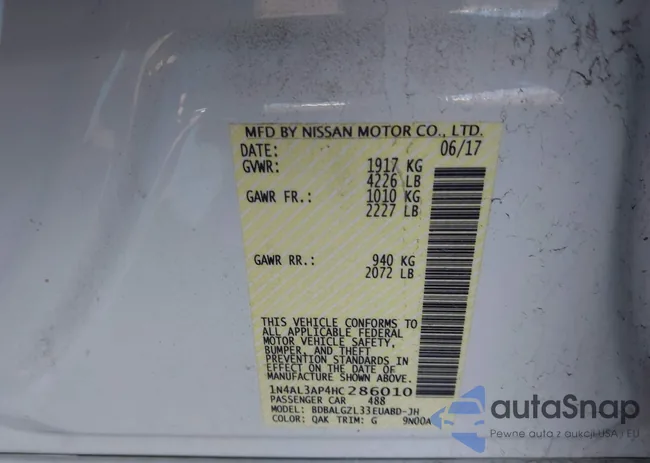 MFD BY NISSAN MOTOR CO., LTD.
DATE: 06/17
GVWR: 1917 KG
4226 LB
GAWR FR.: 1010 KG
2227 LB
GAWR RR.: 940 KG
2072 LB
THIS VEHICLE CONFORMS TO
ALL APPLICABLE FEDERAL
MOTOR VEHICLE SAFETY,
BUMPER, AND THEFT
PREVENTION STANDARDS IN
EFFECT ON THE DATE OF
MANUFACTURE SHOWN ABOVE.
1N4AL3AP4HC286010
PASSENGER CAR 488
MODEL: BDBALGZL33EUABD-JH
COLOR: QAK TRIM: G 9N00A
autoSnap
Pewne auta z aukcji USA i EU